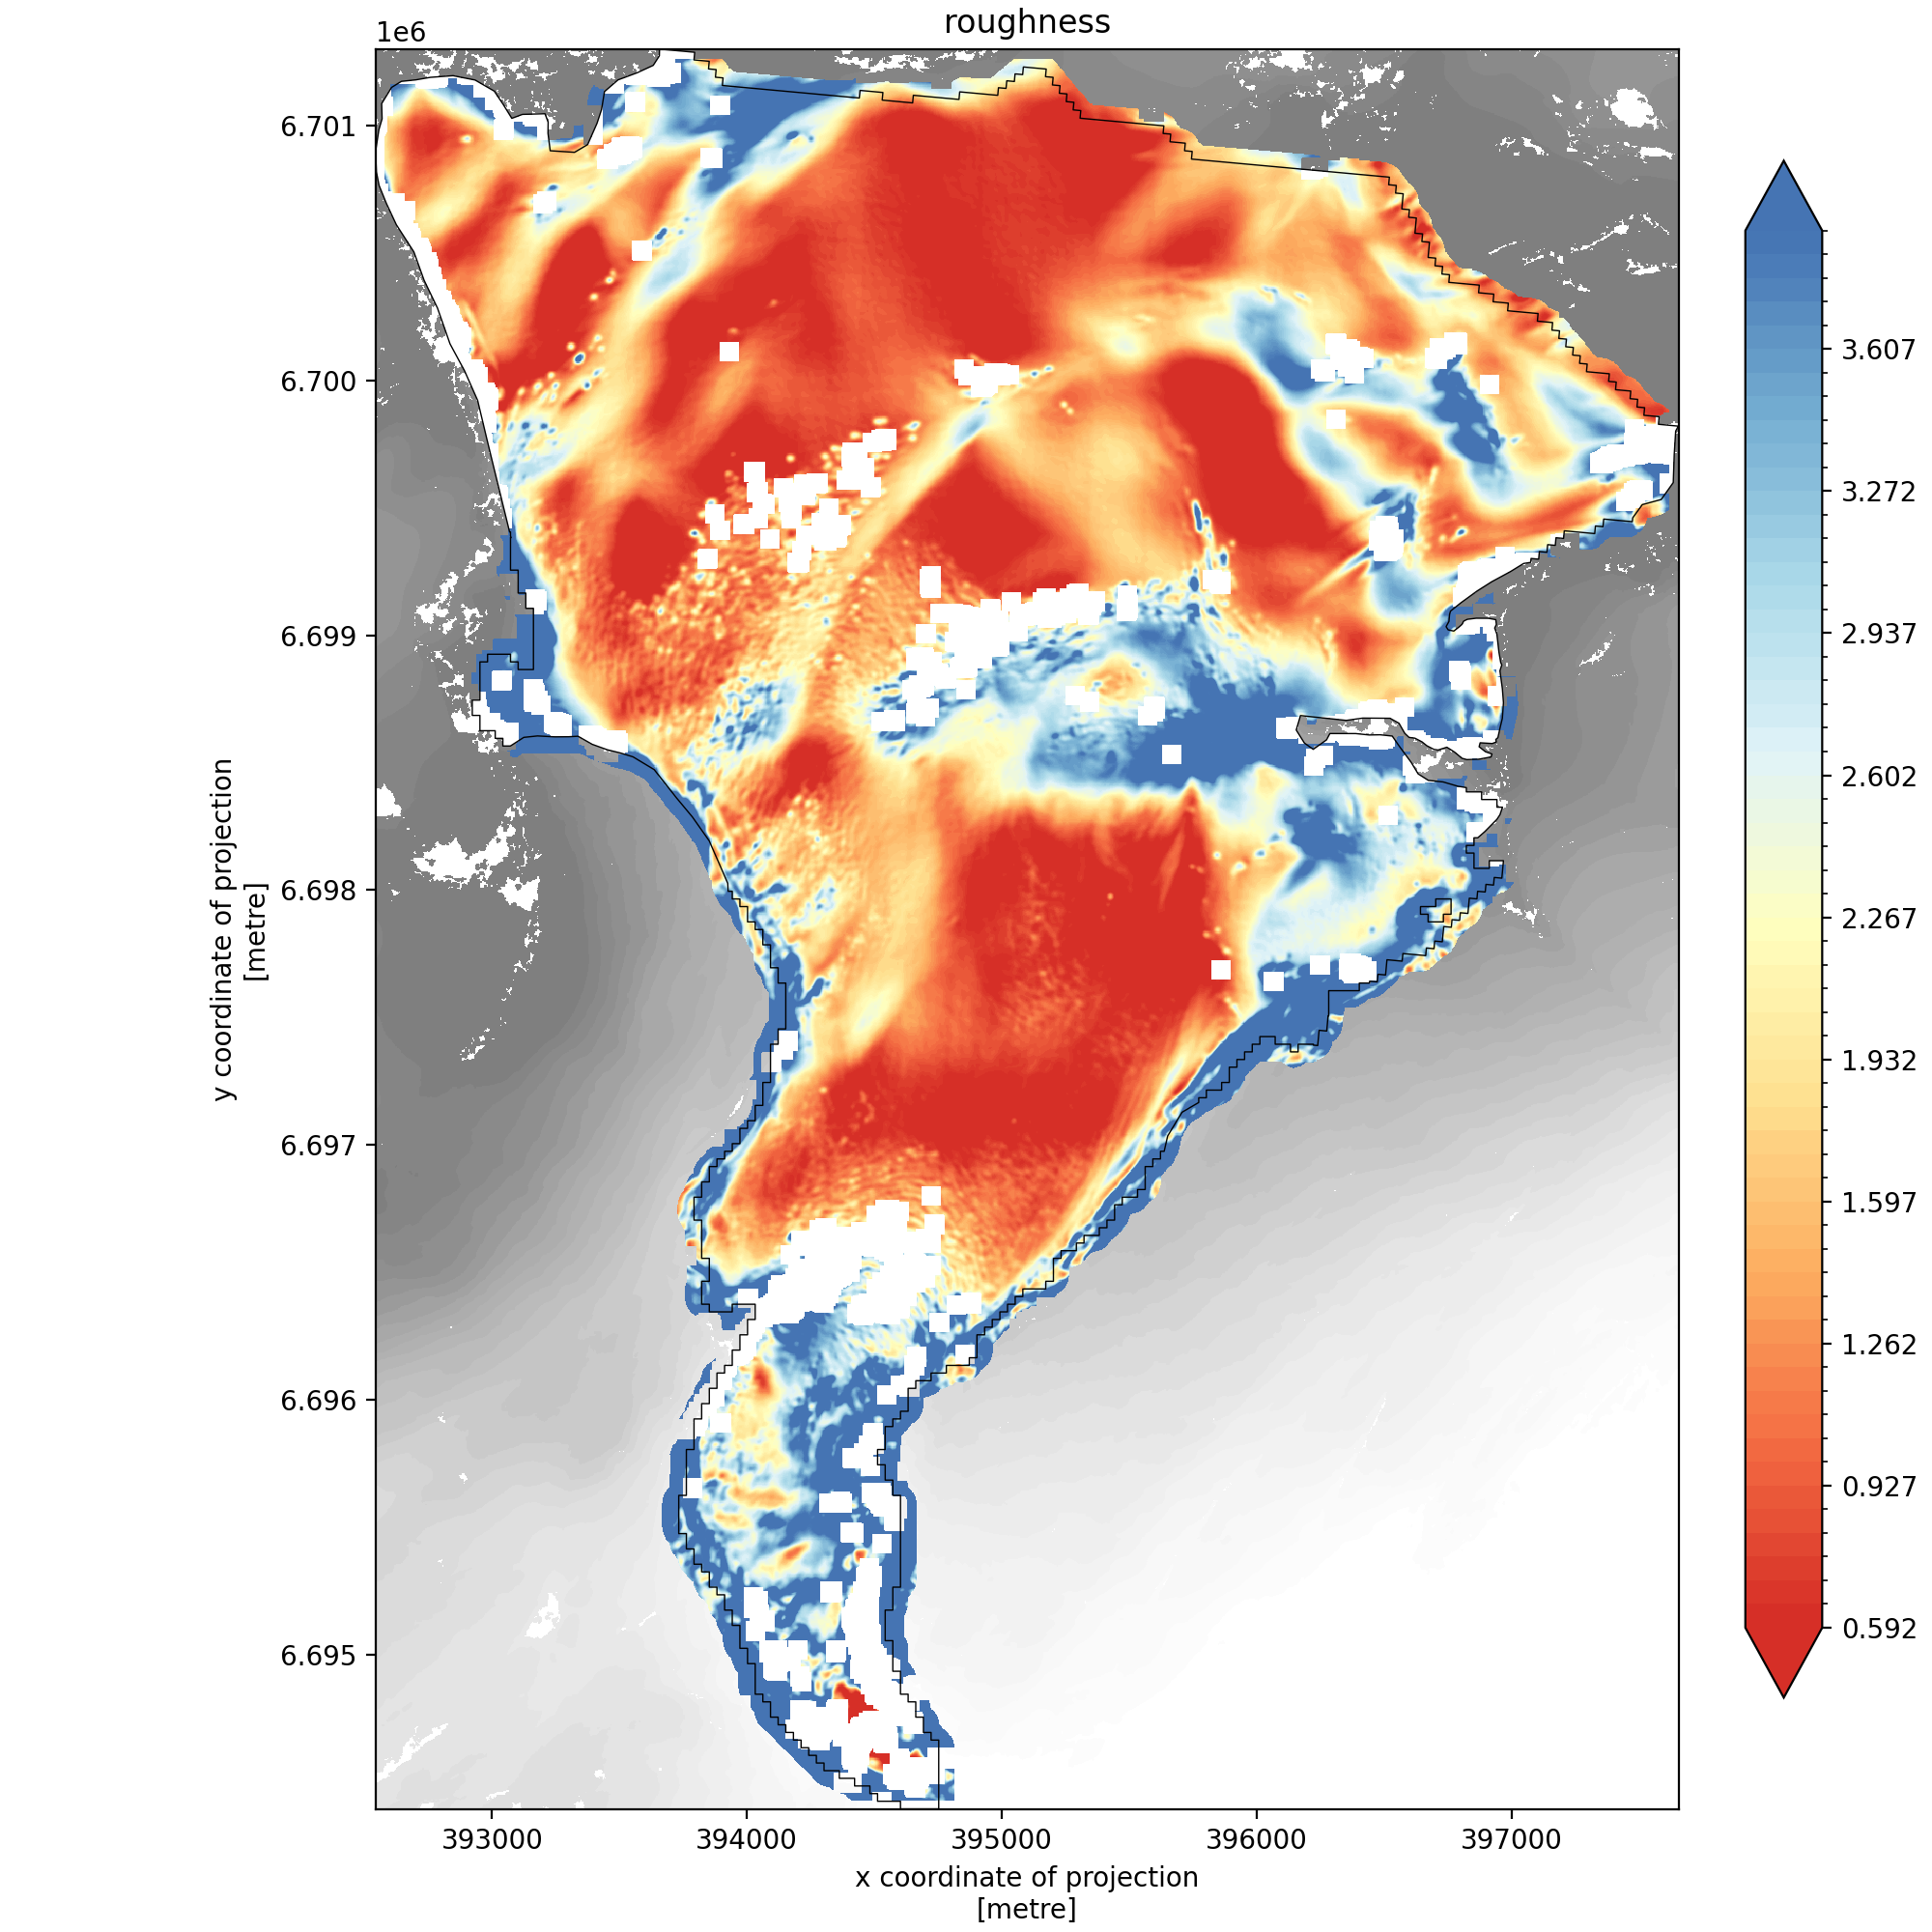 roughness
1e6
6.701
6.700
6.699
6.698
6.697
6.696
6.695
y coordinate of projection
[metre]
393000 394000 395000 396000 397000
x coordinate of projection
[metre]
3.607
3.272
2.937
2.602
2.267
1.932
1.597
1.262
0.927
0.592